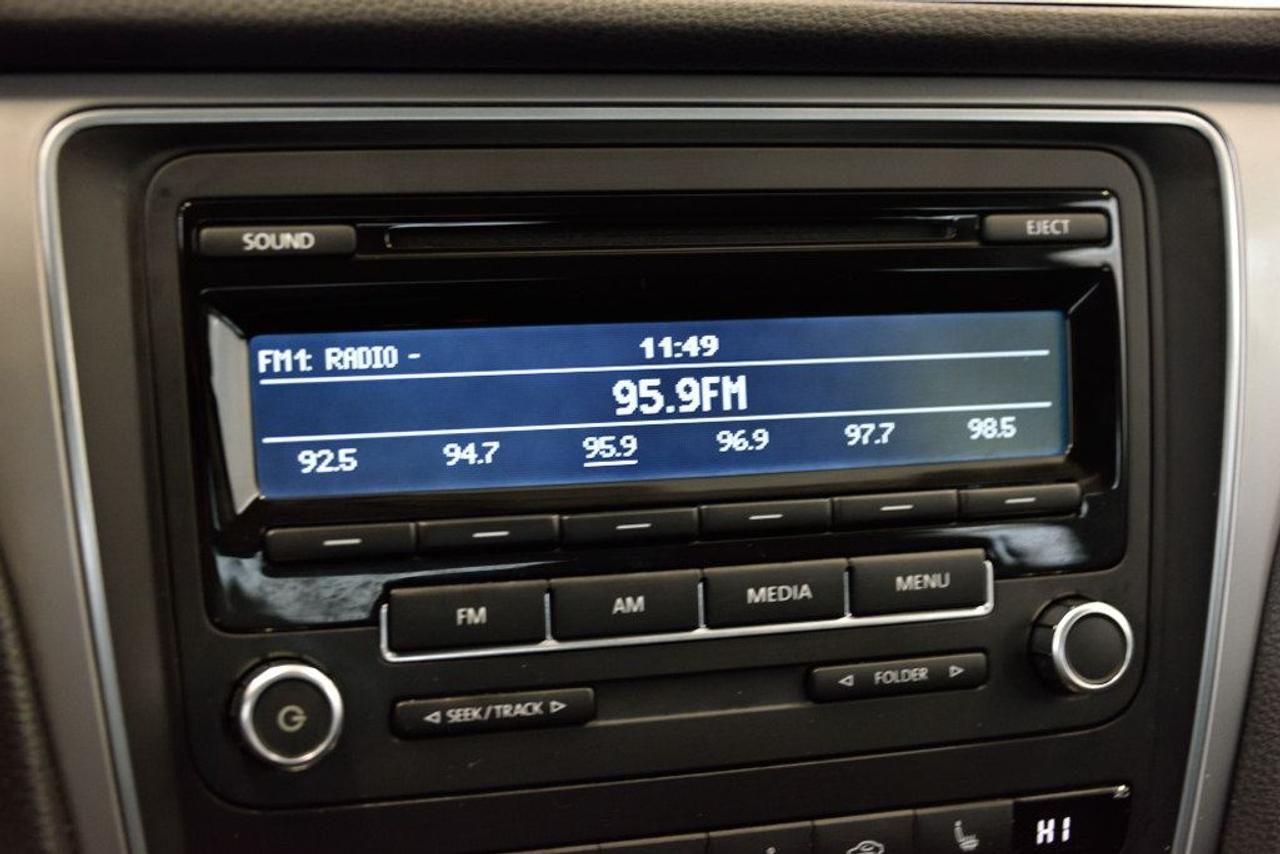 SOUND EJECT
FM1: RADIO - 11:49
95.9FM
92.5 94.7 95.9 96.9 97.7 98.5
FM AM MEDIA MENU
SEEK/TRACK FOLDER
HI